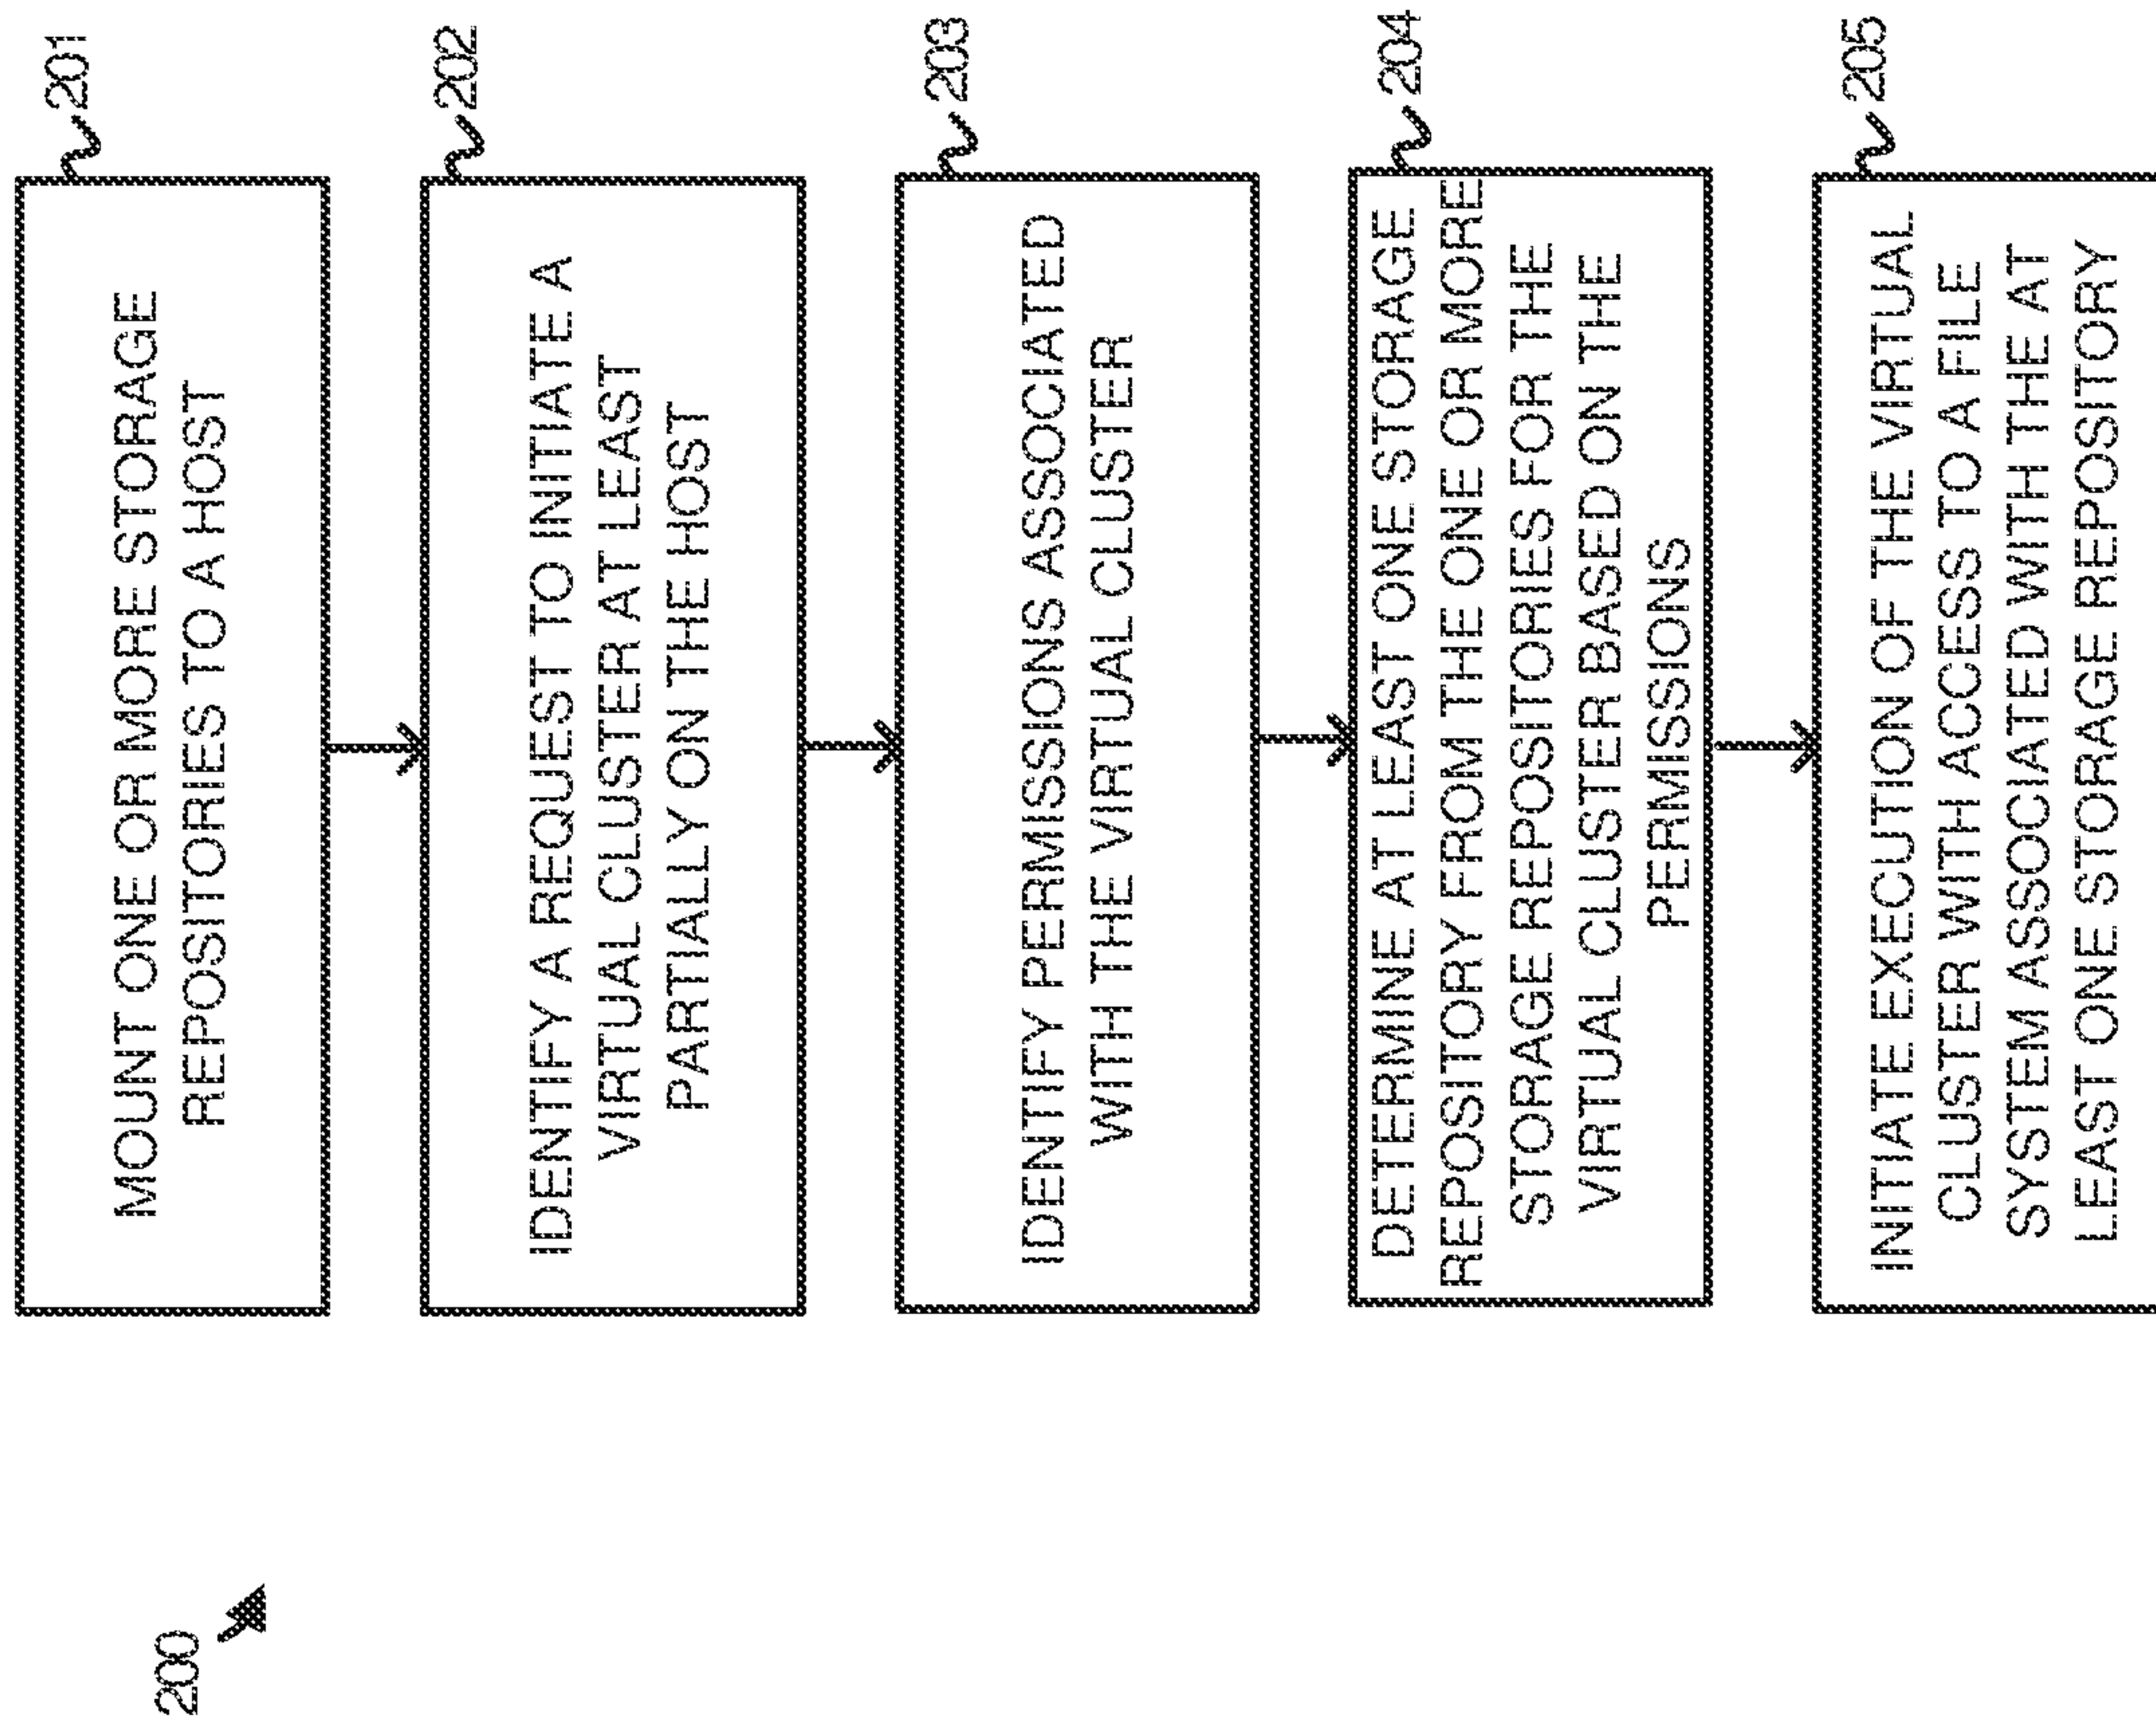 200
201
MOUNT ONE OR MORE STORAGE
REPOSITORIES TO A HOST
202
IDENTIFY A REQUEST TO INITIATE A
VIRTUAL CLUSTER AT LEAST
PARTIALLY ON THE HOST
203
IDENTIFY PERMISSIONS ASSOCIATED
WITH THE VIRTUAL CLUSTER
204
DETERMINE AT LEAST ONE STORAGE
REPOSITORY FROM THE ONE OR MORE
STORAGE REPOSITORIES FOR THE
VIRTUAL CLUSTER BASED ON THE
PERMISSIONS
205
INITIATE EXECUTION OF THE VIRTUAL
CLUSTER WITH ACCESS TO A FILE
SYSTEM ASSOCIATED WITH THE AT
LEAST ONE STORAGE REPOSITORY